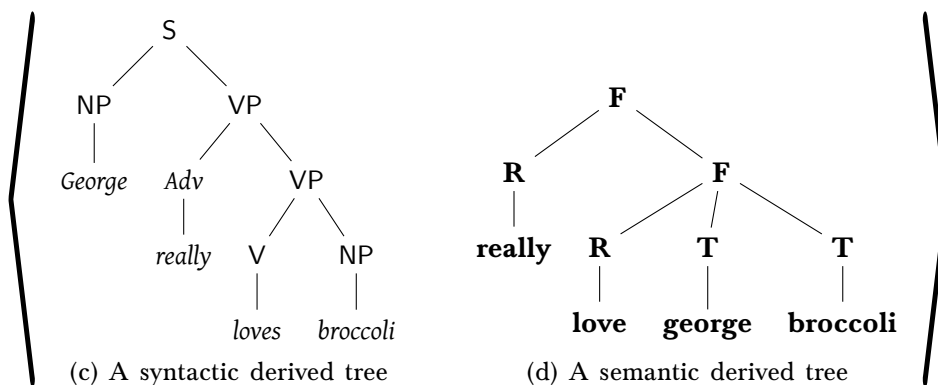 S
F
NP VP
R F
George Adv VP
really R T T
really V NP
love george broccoli
loves broccoli
(c) A syntactic derived tree (d) A semantic derived tree